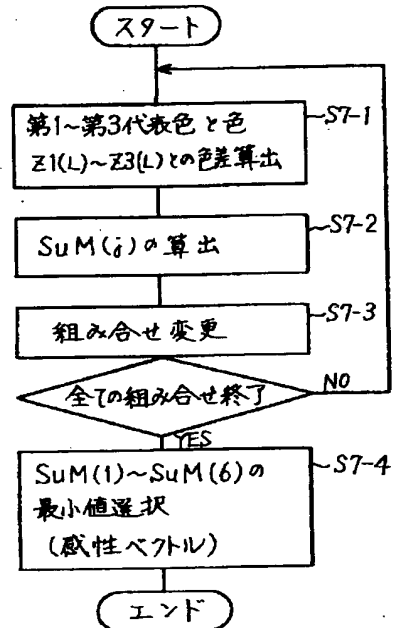 スタート
第1～第3代表色と色
Z1(L)～Z3(L)との色差算出
S7-1
SuM(j)の算出
S7-2
組み合せ変更
S7-3
全ての組み合せ終了
NO
YES
SuM(1)～SuM(6)の
最小値選択
(感性ベクトル)
S7-4
エンド